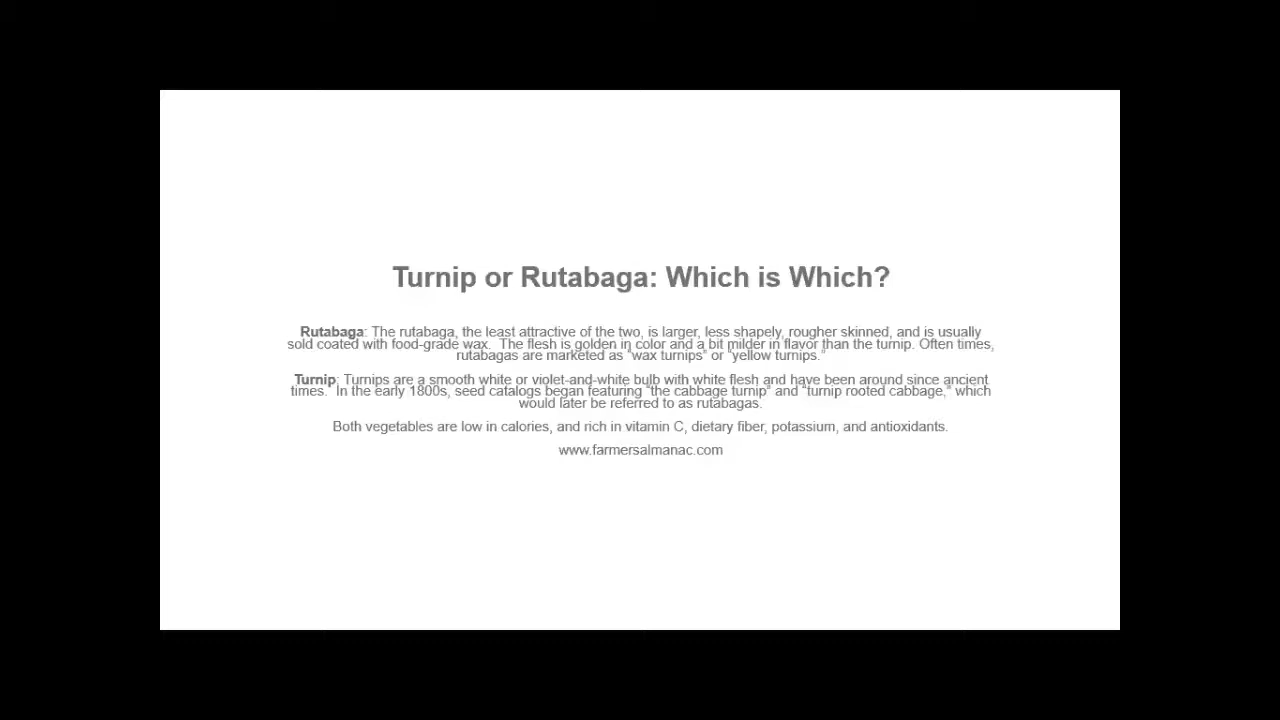 Turnip or Rutabaga: Which is Which?
Rutabaga: The rutabaga, the least attractive of the two, is larger, less shapely, rougher skinned, and is usually
sold coated with food-grade wax.  The flesh is golden in color and a bit milder in flavor than the turnip. Often times,
rutabagas are marketed as “wax turnips” or “yellow turnips.”
Turnip: Turnips are a smooth white or violet-and-white bulb with white flesh and have been around since ancient
times.  In the early 1800s, seed catalogs began featuring “the cabbage turnip” and “turnip rooted cabbage,” which
would later be referred to as rutabagas.
Both vegetables are low in calories, and rich in vitamin C, dietary fiber, potassium, and antioxidants.
www.farmersalmanac.com